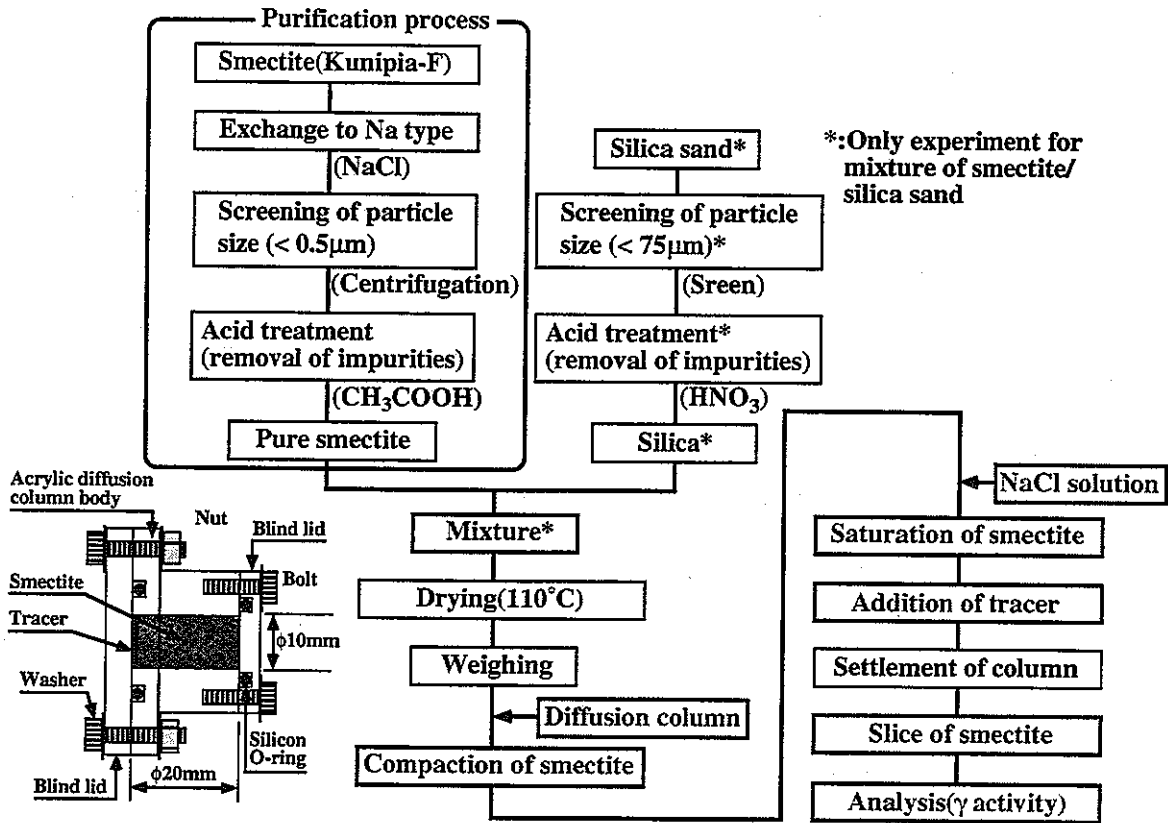 Purification process
Smectite(Kunipia-F)
Exchange to Na type
(NaCl)
Screening of particle
size (< 0.5μm)
(Centrifugation)
Acid treatment
(removal of impurities)
(CH₃COOH)
Pure smectite
Silica sand*
Screening of particle
size (< 75μm)*
(Sreen)
Acid treatment*
(removal of impurities)
(HNO₃)
Silica*
*:Only experiment for
mixture of smectite/
silica sand
Mixture*
Drying(110°C)
Weighing
Diffusion column
Compaction of smectite
NaCl solution
Saturation of smectite
Addition of tracer
Settlement of column
Slice of smectite
Analysis(γ activity)
Acrylic diffusion
column body
Nut
Blind lid
Bolt
Smectite
Tracer
ϕ10mm
Washer
Silicon
O-ring
ϕ20mm
Blind lid